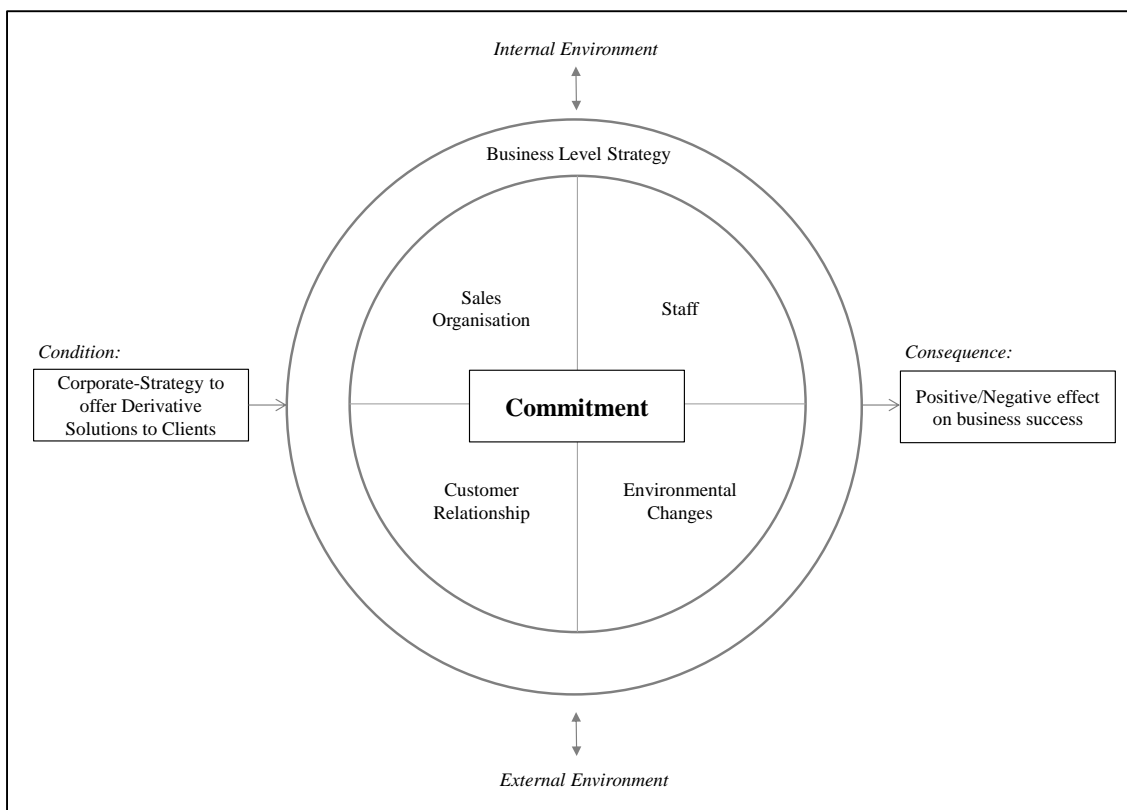 Internal Environment
Business Level Strategy
Sales
Organisation
Staff
Condition:
Corporate-Strategy to
offer Derivative
Solutions to Clients
Commitment
Consequence:
Positive/Negative effect
on business success
Customer
Relationship
Environmental
Changes
External Environment